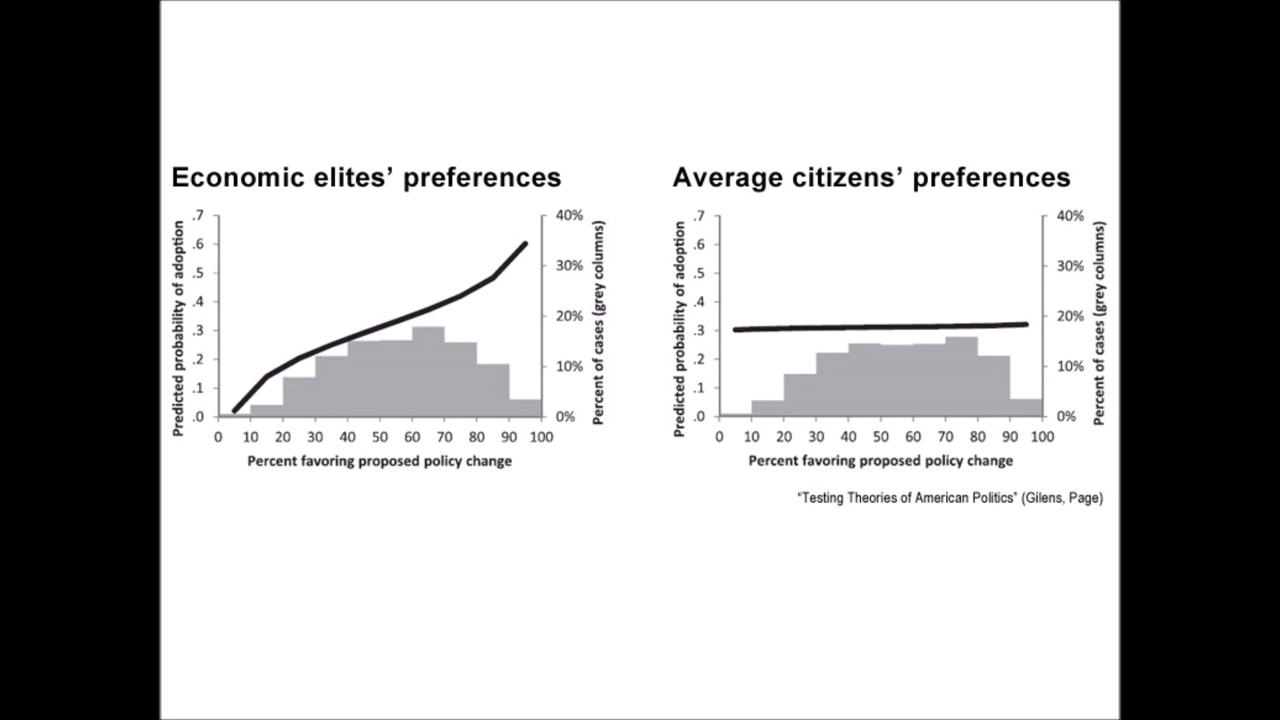 Economic elites’ preferences
Predicted probability of adoption
.7
.6
.5
.4
.3
.2
.1
.0
40%
30%
20%
10%
0%
Percent of cases (grey columns)
0 10 20 30 40 50 60 70 80 90 100
Percent favoring proposed policy change
Average citizens’ preferences
Predicted probability of adoption
.7
.6
.5
.4
.3
.2
.1
.0
40%
30%
20%
10%
0%
Percent of cases (grey columns)
0 10 20 30 40 50 60 70 80 90 100
Percent favoring proposed policy change
“Testing Theories of American Politics” (Gilens, Page)